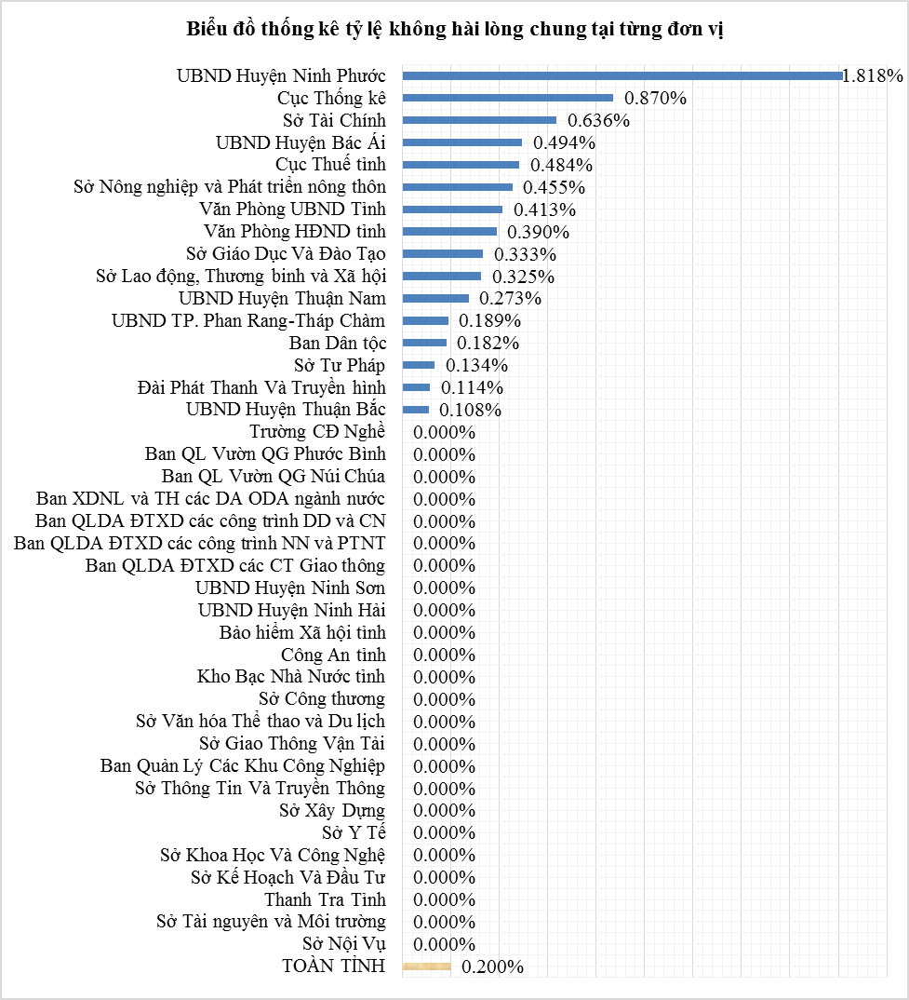 Biểu đồ thống kê tỷ lệ không hài lòng chung tại từng đơn vị
UBND Huyện Ninh Phước 1.818%
Cục Thống kê 0.870%
Sở Tài Chính 0.636%
UBND Huyện Bác Ái 0.494%
Cục Thuế tỉnh 0.484%
Sở Nông nghiệp và Phát triển nông thôn 0.455%
Văn Phòng UBND Tỉnh 0.413%
Văn Phòng HĐND tỉnh 0.390%
Sở Giáo Dục Và Đào Tạo 0.333%
Sở Lao động, Thương binh và Xã hội 0.325%
UBND Huyện Thuận Nam 0.273%
UBND TP. Phan Rang-Tháp Chàm 0.189%
Ban Dân tộc 0.182%
Sở Tư Pháp 0.134%
Đài Phát Thanh Và Truyền hình 0.114%
UBND Huyện Thuận Bắc 0.108%
Trường CĐ Nghề 0.000%
Ban QL Vườn QG Phước Bình 0.000%
Ban QL Vườn QG Núi Chúa 0.000%
Ban XDNL và TH các DA ODA ngành nước 0.000%
Ban QLDA ĐTXD các công trình DD và CN 0.000%
Ban QLDA ĐTXD các công trình NN và PTNT 0.000%
Ban QLDA ĐTXD các CT Giao thông 0.000%
UBND Huyện Ninh Sơn 0.000%
UBND Huyện Ninh Hải 0.000%
Bảo hiểm Xã hội tỉnh 0.000%
Công An tỉnh 0.000%
Kho Bạc Nhà Nước tỉnh 0.000%
Sở Công thương 0.000%
Sở Văn hóa Thể thao và Du lịch 0.000%
Sở Giao Thông Vận Tải 0.000%
Ban Quản Lý Các Khu Công Nghiệp 0.000%
Sở Thông Tin Và Truyền Thông 0.000%
Sở Xây Dựng 0.000%
Sở Y Tế 0.000%
Sở Khoa Học Và Công Nghệ 0.000%
Sở Kế Hoạch Và Đầu Tư 0.000%
Thanh Tra Tỉnh 0.000%
Sở Tài nguyên và Môi trường 0.000%
Sở Nội Vụ 0.000%
TOÀN TỈNH 0.200%